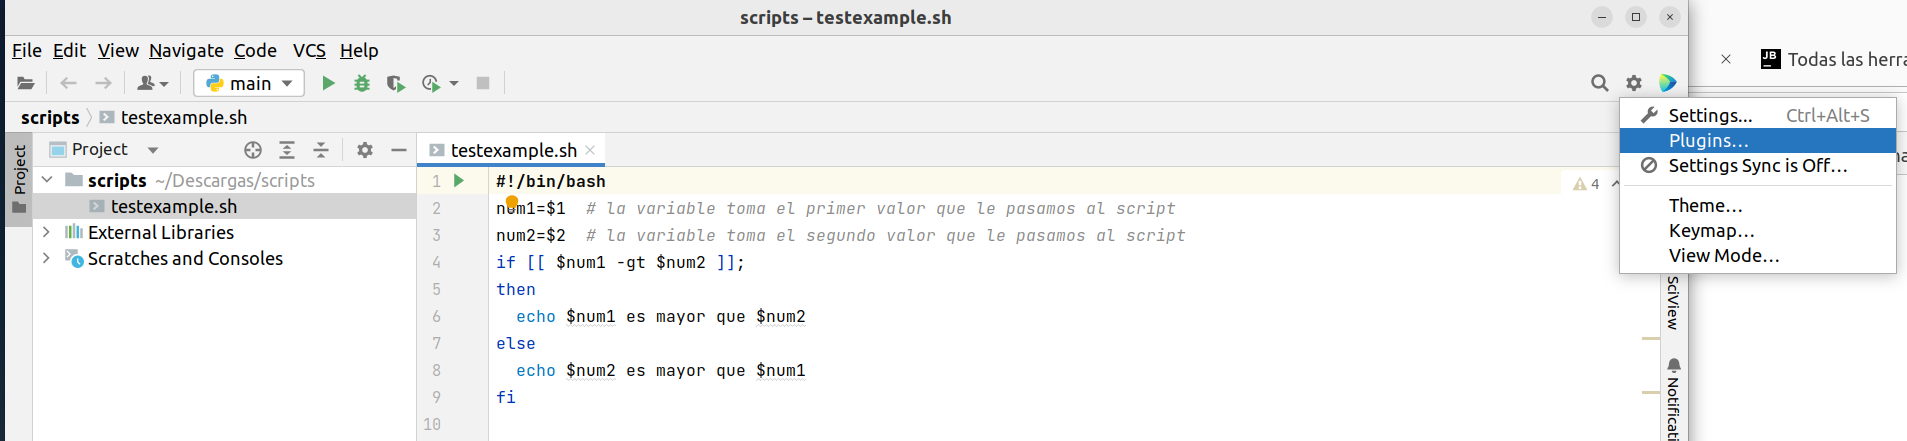 scripts – testexample.sh
File Edit View Navigate Code VCS Help
main
JB
Todas las herra
scripts testexample.sh
Settings... Ctrl+Alt+S
Plugins...
Settings Sync is Off...
Theme...
Keymap...
View Mode...
Project
Project
scripts ~/Descargas/scripts
testexample.sh
External Libraries
Scratches and Consoles
testexample.sh
4
1 #!/bin/bash
2 num1=$1  # la variable toma el primer valor que le pasamos al script
3 num2=$2  # la variable toma el segundo valor que le pasamos al script
4 if [[ $num1 -gt $num2 ]];
5 then
6   echo $num1 es mayor que $num2
7 else
8   echo $num2 es mayor que $num1
9 fi
10
SciView
Notificati